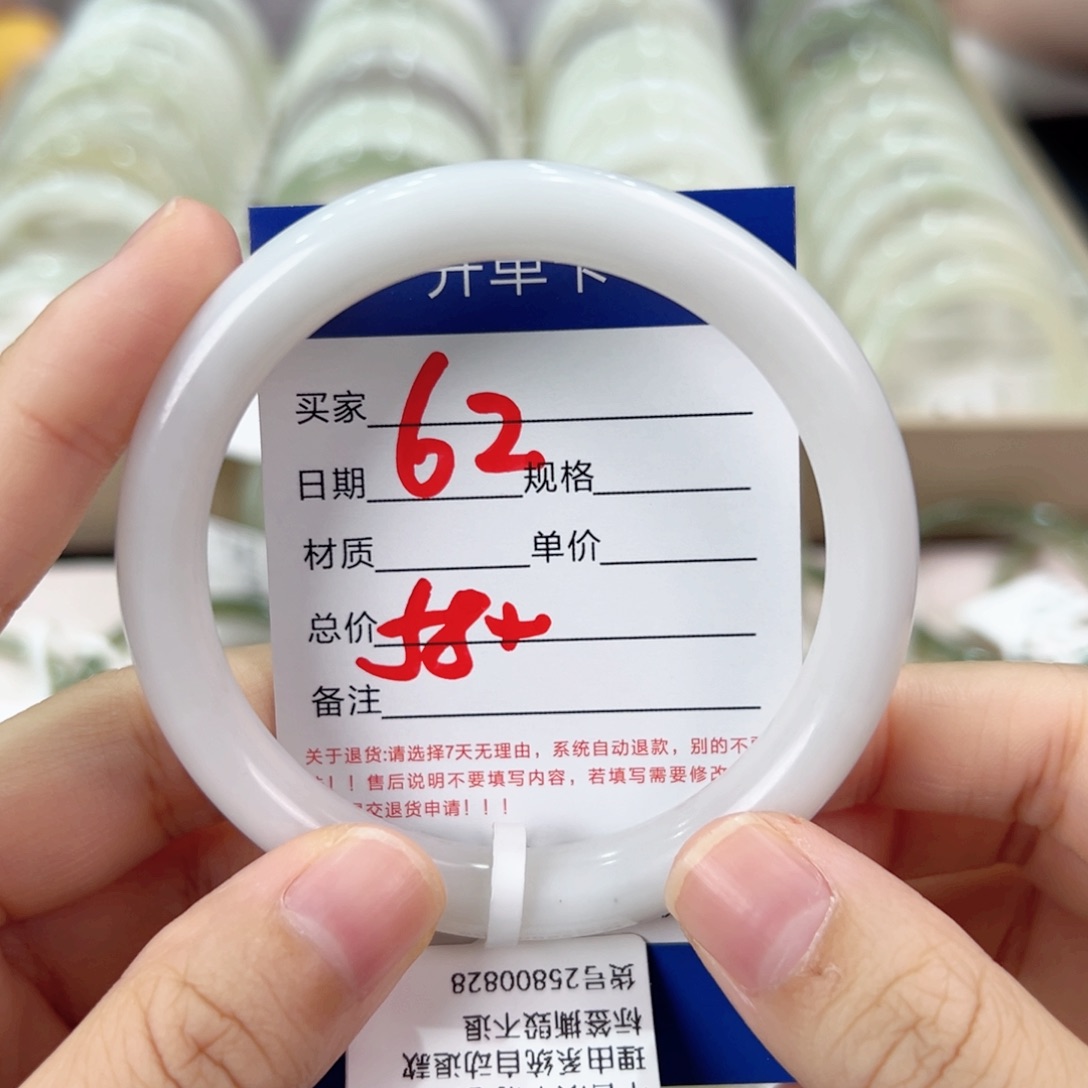 开单卡
买家 62
日期 规格
材质 单价
总价
备注
关于退货:请选择7天无理由，系统自动退款，别的不
！！售后说明不要填写内容，若填写需要修改
交退货申请！！！
货号25800828
标签撕毁不退
理由系统自动退款